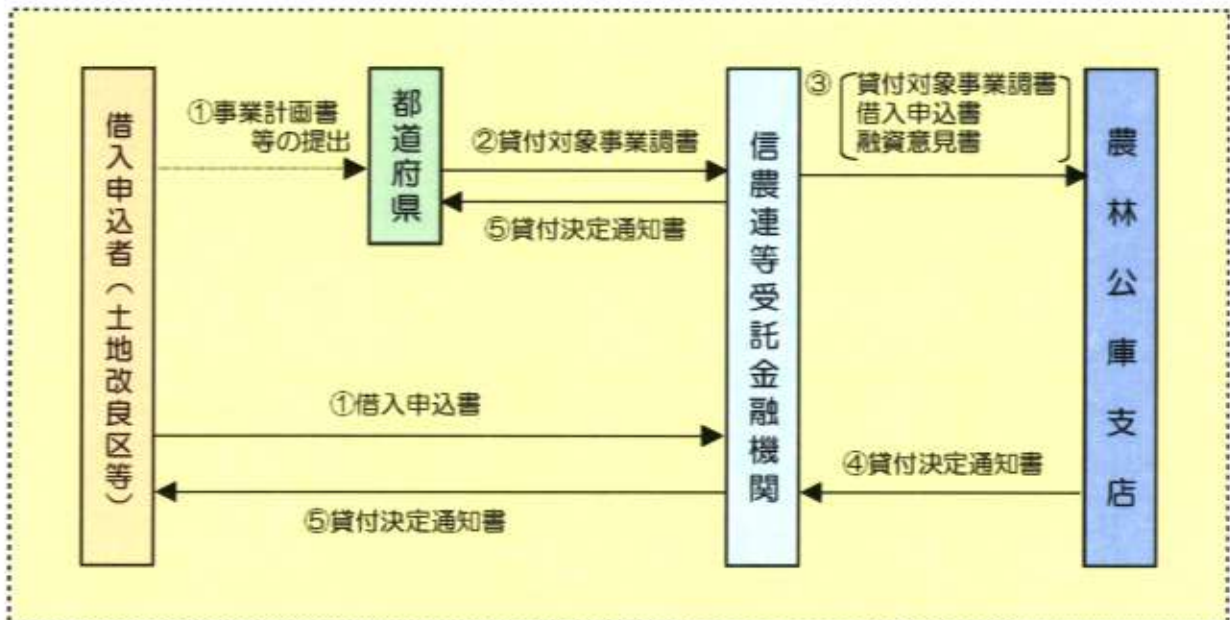 借入申込者(土地改良区等)
①事業計画書
等の提出
都道府県
②貸付対象事業調書
⑤貸付決定通知書
信農連等受託金融機関
③
貸付対象事業調書
借入申込書
融資意見書
農林公庫支店
①借入申込書
④貸付決定通知書
⑤貸付決定通知書